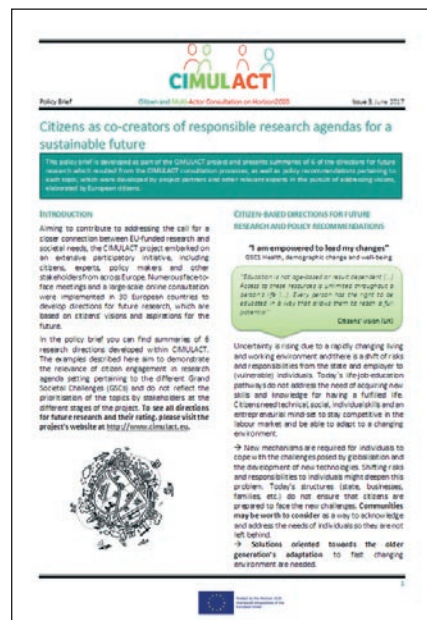 CIMULACT
Policy Brief
Citizen and Multi-Actor Consultation on Horizon2020
Issue 3, June 2017
Citizens as co-creators of responsible research agendas for a
sustainable future
This policy brief is developed as part of the CIMULACT project and presents summaries of 6 of the directions for future
research which resulted from the CIMULACT consultation processes, as well as policy recommendations pertaining to
each topic, which were developed by project partners and other relevant experts in the pursuit of addressing visions,
elaborated by European citizens.
INTRODUCTION
Aiming to contribute to addressing the call for a
closer connection between EU-funded research and
societal needs, the CIMULACT project embarked on
an extensive participatory initiative, including
citizens, experts, policy makers and other
stakeholders from across Europe. Numerous face-to-
face meetings and a large-scale online consultation
were implemented in 30 European countries to
develop directions for future research, which are
based on citizens' visions and aspirations for the
future.
In the policy brief you can find summaries of 6
research directions developed within CIMULACT.
The examples described here aim to demonstrate
the relevance of citizen engagement in research
agenda setting pertaining to the different Grand
Societal Challenges (GSCs) and do not reflect the
prioritisation of the topics by stakeholders at the
different stages of the project. To see all directions
for future research and their rating, please visit the
project's website at http://www.cimulact.eu.
CITIZEN-BASED DIRECTIONS FOR FUTURE
RESEARCH AND POLICY RECOMMENDATIONS
"I am empowered to lead my changes"
GSC1 Health, demographic change and well-being
"Education is not age-based or result dependent [...]
Access to these resources is unlimited throughout a
person's life [...] Every person has the right to be
educated in a way that allows them to reach a full
potential"
Citizens' vision (UK)
Uncertainty is rising due to a rapidly changing living
and working environment and there is a shift of risks
and responsibilities from the state and employer to
(vulnerable) individuals. Today's life-job-education
pathways do not address the need of acquiring new
skills and knowledge for having a fulfilled life.
Citizens need technical, social, individual skills and an
entrepreneurial mind-set to stay competitive in the
labour market and be able to adapt to a changing
environment.
→ New mechanisms are required for individuals to
cope with the challenges posed by globalisation and
the development of new technologies. Shifting risks
and responsibilities to individuals might deepen this
problem. Today's structures (state, businesses,
families, etc.) do not ensure that citizens are
prepared to face the new challenges. Communities
may be worth to consider as a way to acknowledge
and address the needs of individuals so they are not
left behind.
→ Solutions oriented towards the older
generation's adaptation to fast changing
environment are needed.
1